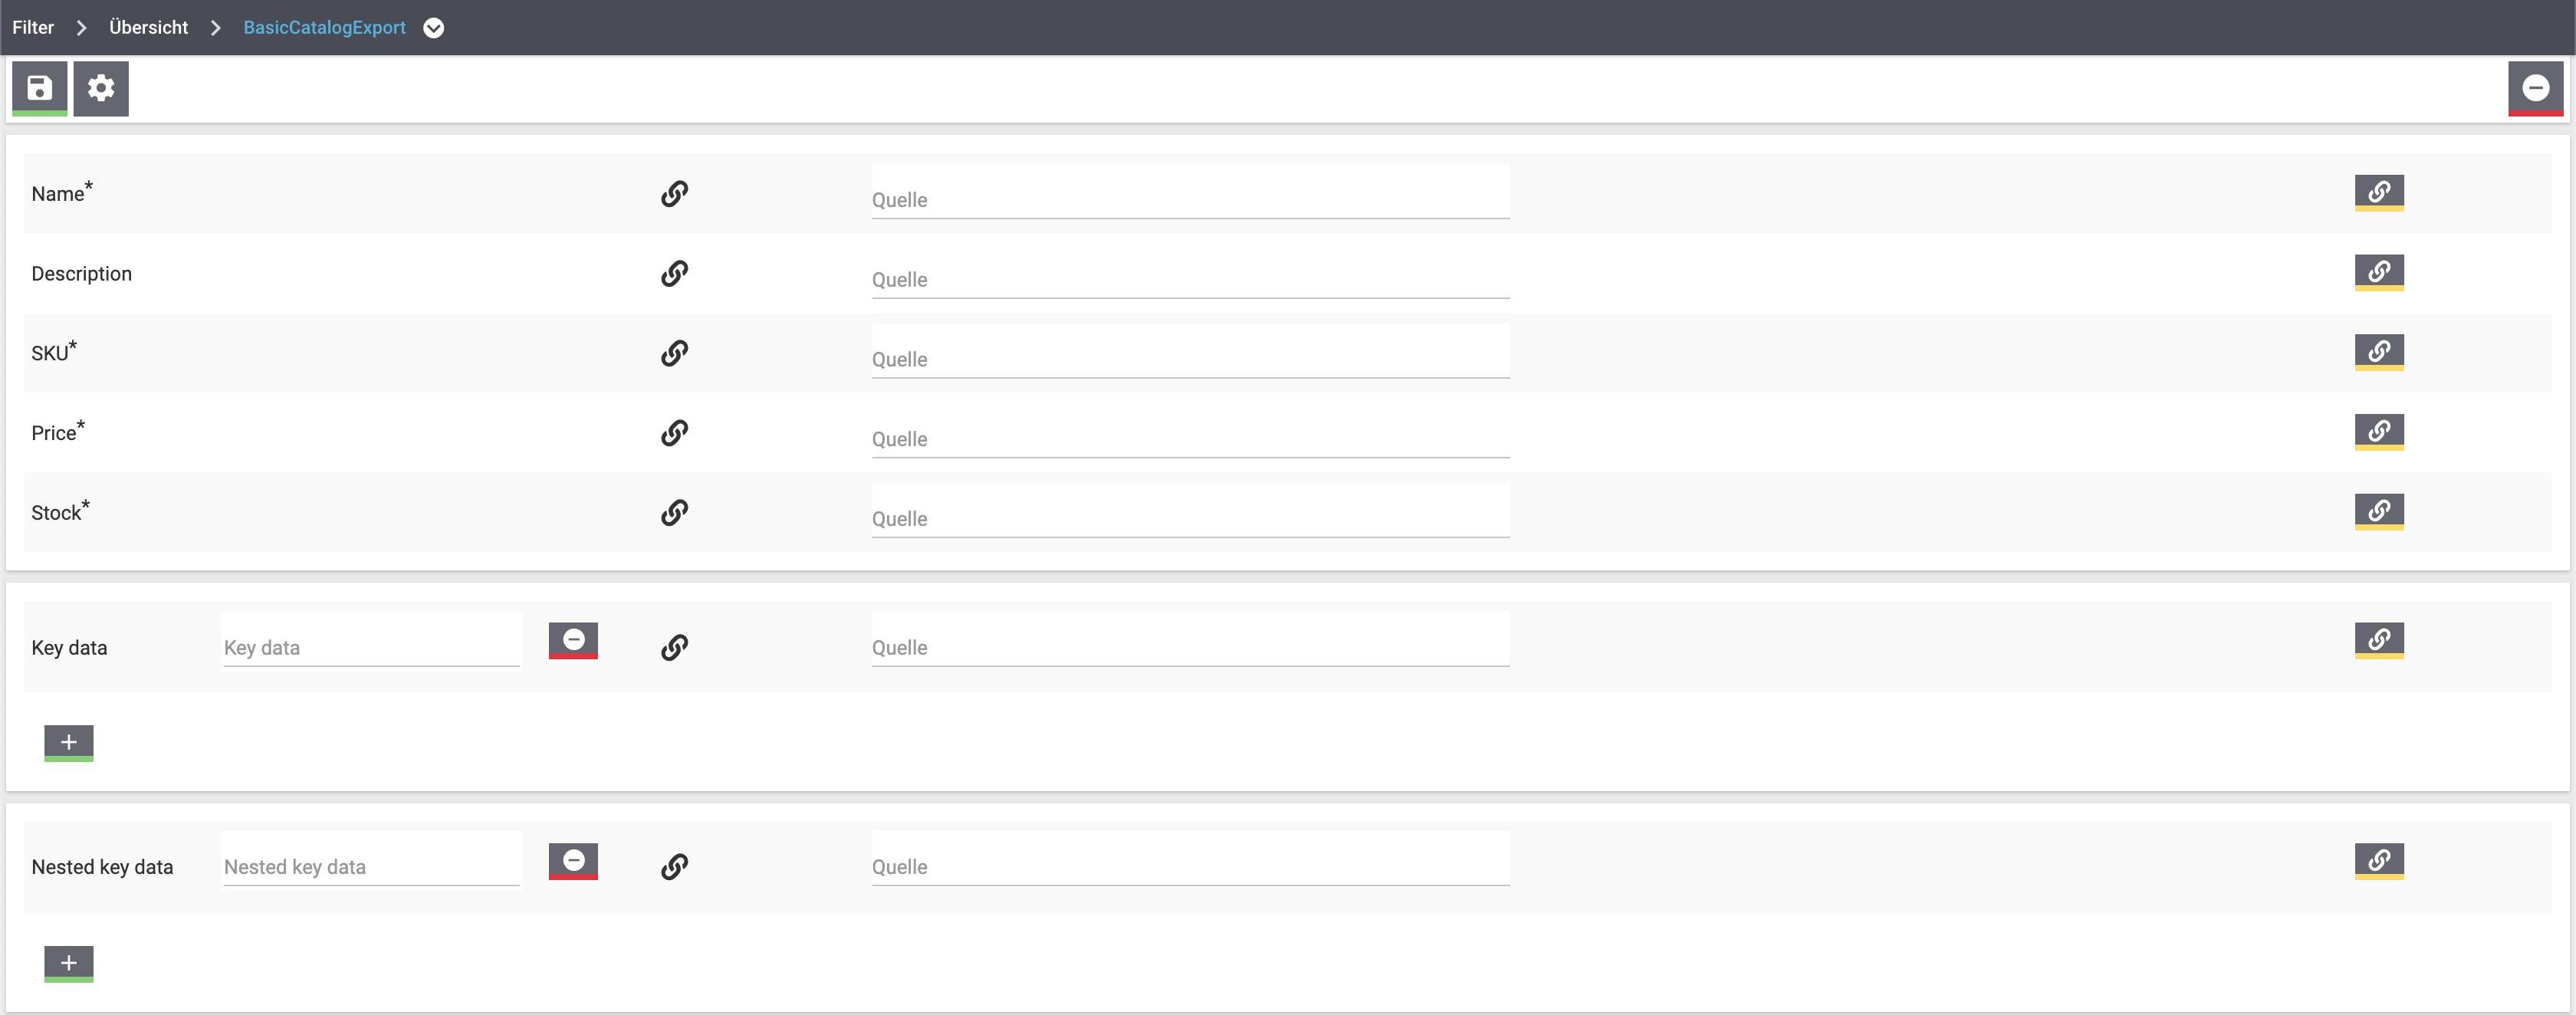 Filter Übersicht BasicCatalogExport
Name* Quelle
Description Quelle
SKU* Quelle
Price* Quelle
Stock* Quelle
Key data Key data Quelle
Nested key data Nested key data Quelle